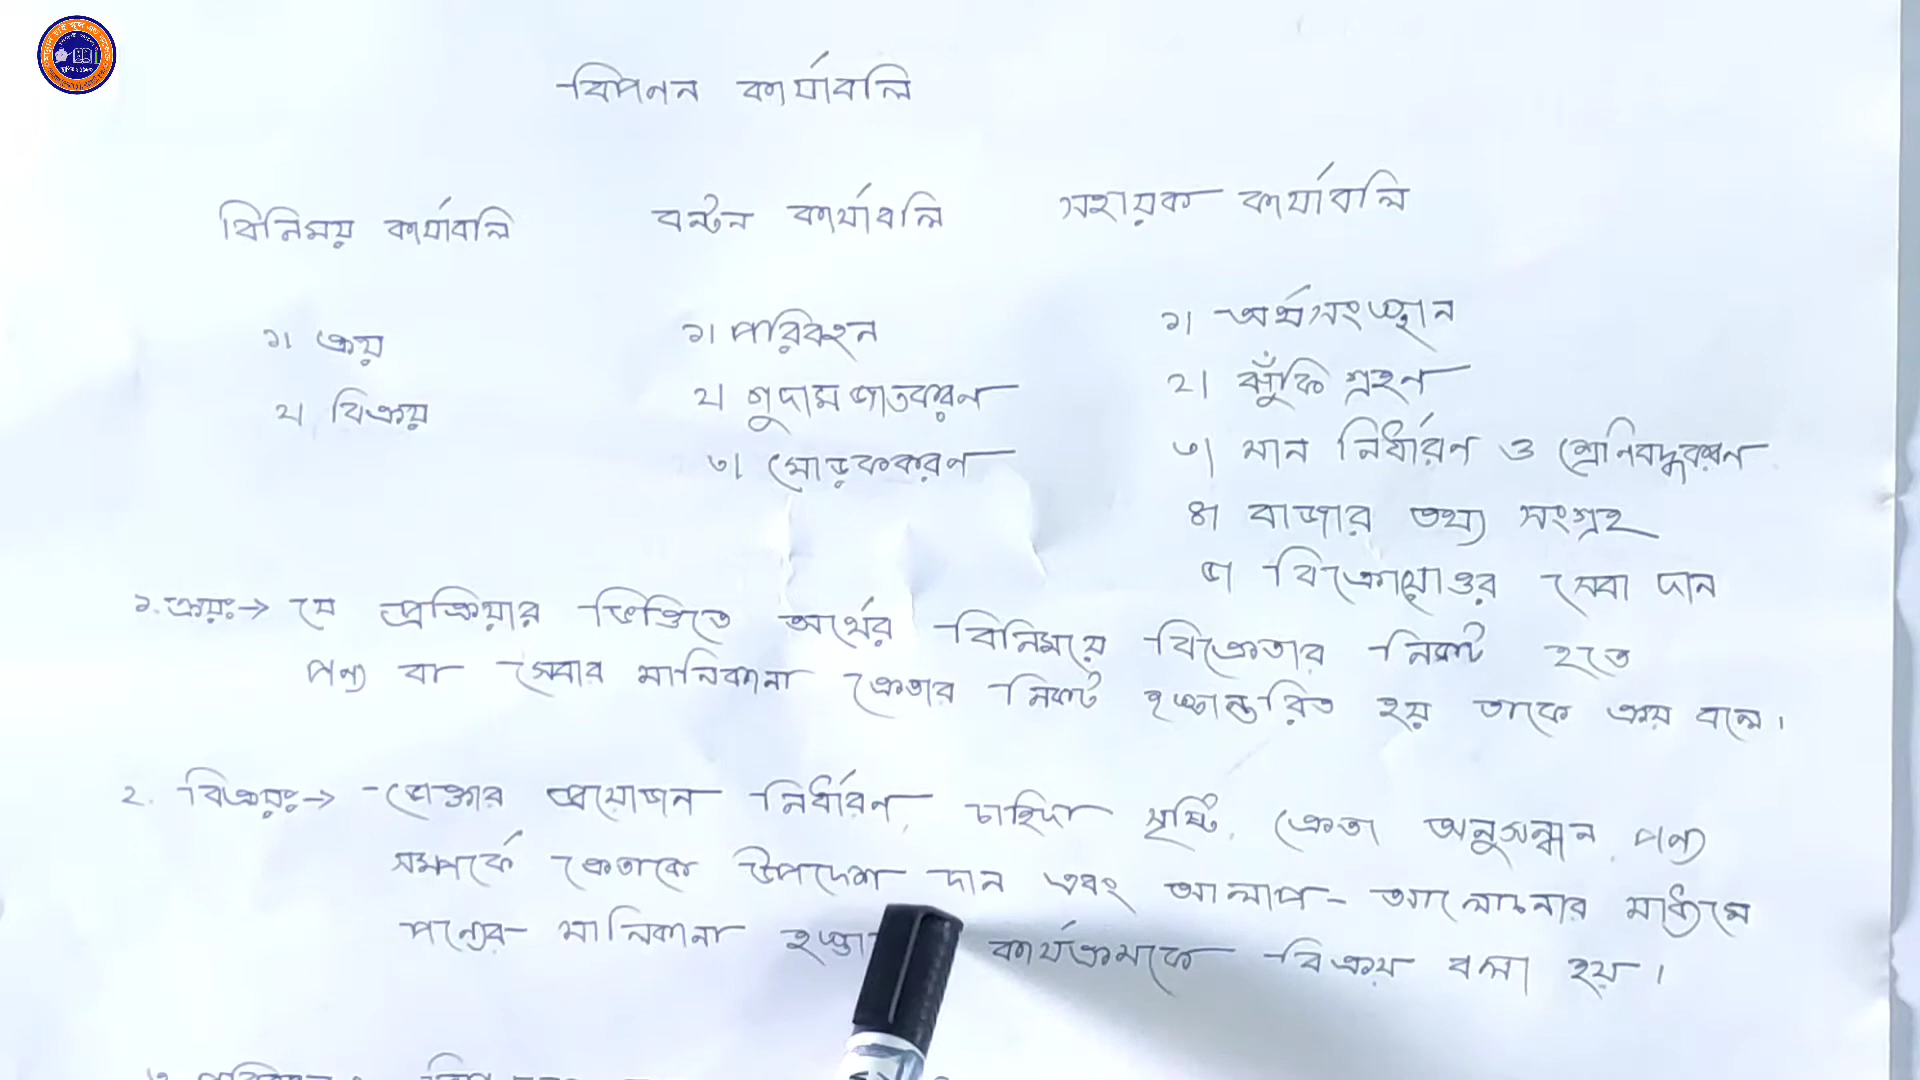 বিপণন কার্যাবলি
বিনিময় কার্যাবলি
১। ক্রয়
২। বিক্রয়
বন্টন কার্যাবলি
১। পরিবহন
২। গুদামজাতকরণ
৩। মোড়ককরণ
সহায়ক কার্যাবলি
১। অর্থসংস্থান
২। ঝুঁকি গ্রহণ
৩। মান নির্ধারণ ও শ্রেনিবদ্ধকরণ
৪। বাজার তথ্য সংগ্রহ
৫। বিক্রোয়োত্তর সেবা দান
১. ক্রয়ঃ→ যে প্রক্রিয়ার ভিত্তিতে অর্থের বিনিময়ে বিক্রেতার নিকট হতে
পণ্য বা সেবার মালিকানা ক্রেতার নিকট হস্তান্তরিত হয় তাকে ক্রয় বলে।
২. বিক্রয়ঃ→ ভোক্তার প্রয়োজন নির্ধারণ, চাহিদা সৃষ্টি, ক্রেতা অনুসন্ধান, পণ্য
সম্পর্কে ক্রেতাকে উপদেশ দান এবং আলাপ-আলোচনার মাধ্যমে
পণ্যের মালিকানা কার্যক্রমকে বিক্রয় বলা হয়।